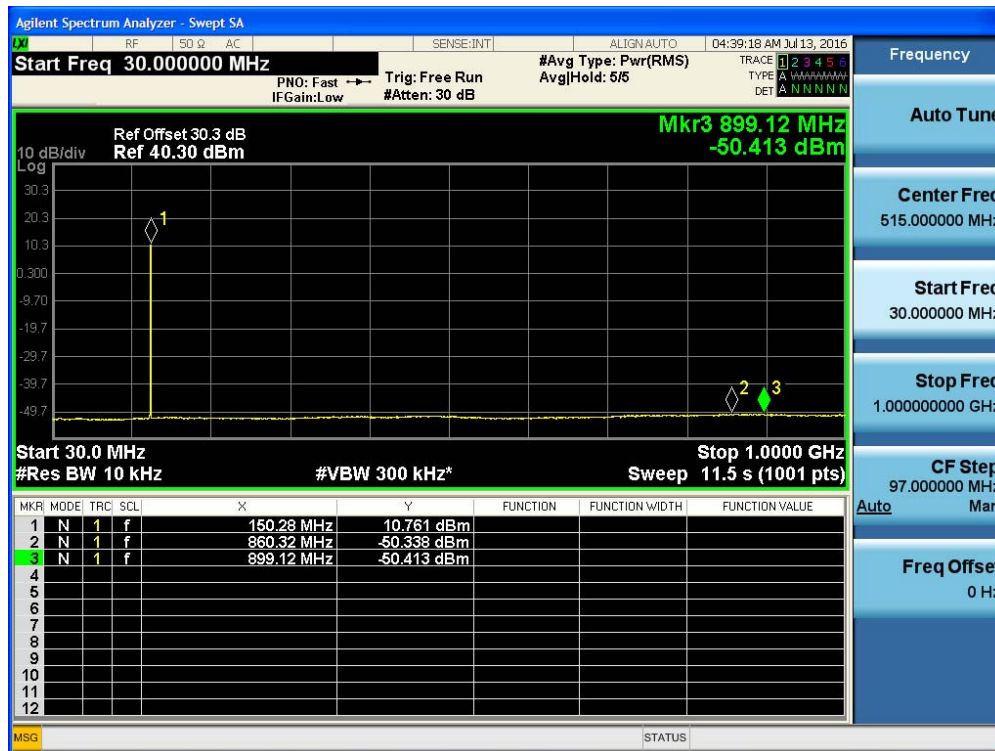 Agilent Spectrum Analyzer - Swept SA
LXI RF 50 Ω AC SENSE:INT ALIGN AUTO 04:39:18 AM Jul 13, 2016
Start Freq 30.000000 MHz
PNO: Fast
IFGain:Low
Trig: Free Run
#Atten: 30 dB
#Avg Type: Pwr(RMS)
Avg|Hold: 5/5
TRACE 1 2 3 4 5 6
TYPE A WWWWW
DET A N N N N N
Mkr3 899.12 MHz
-50.413 dBm
Ref Offset 30.3 dB
10 dB/div Ref 40.30 dBm
Log
30.3
20.3
10.3
0.300
-9.70
-19.7
-29.7
-39.7
-49.7
1
2
3
Start 30.0 MHz Stop 1.0000 GHz
#Res BW 10 kHz #VBW 300 kHz* Sweep 11.5 s (1001 pts)
MKR MODE TRC SCL X Y FUNCTION FUNCTION WIDTH FUNCTION VALUE
1 N 1 f 150.28 MHz 10.761 dBm
2 N 1 f 860.32 MHz -50.338 dBm
3 N 1 f 899.12 MHz -50.413 dBm
4
5
6
7
8
9
10
11
12
MSG STATUS
Frequency
Auto Tune
Center Freq
515.000000 MHz
Start Freq
30.000000 MHz
Stop Freq
1.000000000 GHz
CF Step
97.000000 MHz
Auto Man
Freq Offset
0 Hz